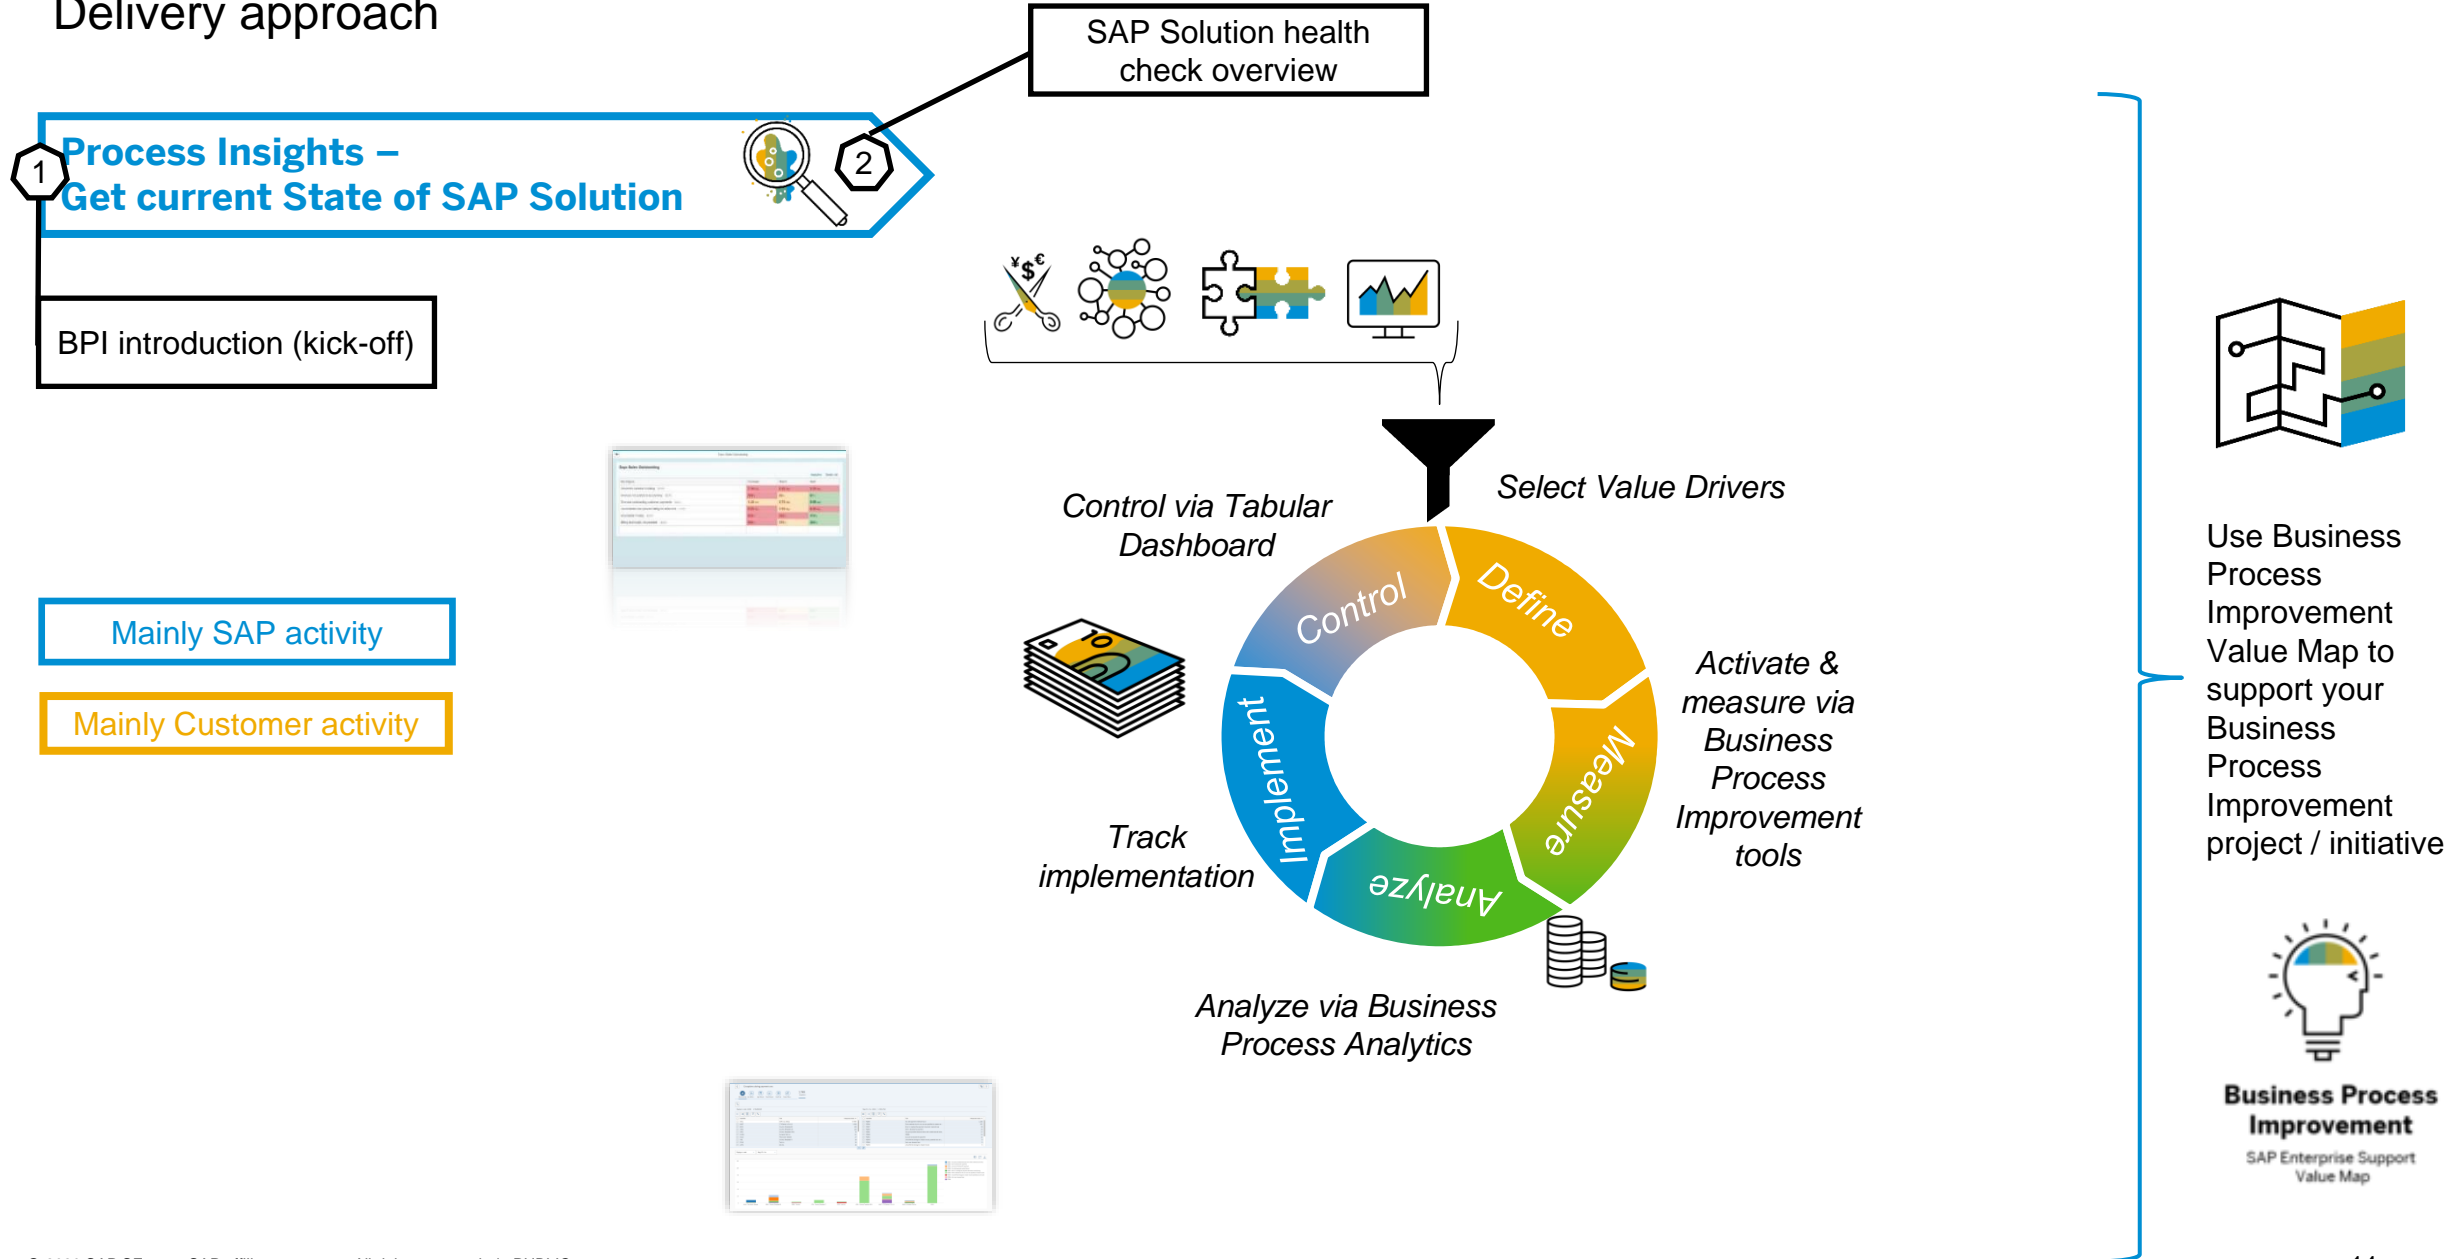 Delivery approach
SAP Solution health
check overview
Process Insights –
Get current State of SAP Solution
1
2
BPI introduction (kick-off)
¥$€
Select Value Drivers
Control via Tabular
Dashboard
Control
Define
Measure
Analyze
Implement
10
Mainly SAP activity
Mainly Customer activity
Activate &
measure via
Business
Process
Improvement
tools
Track
implementation
Analyze via Business
Process Analytics
Use Business
Process
Improvement
Value Map to
support your
Business
Process
Improvement
project / initiative
Business Process
Improvement
SAP Enterprise Support
Value Map